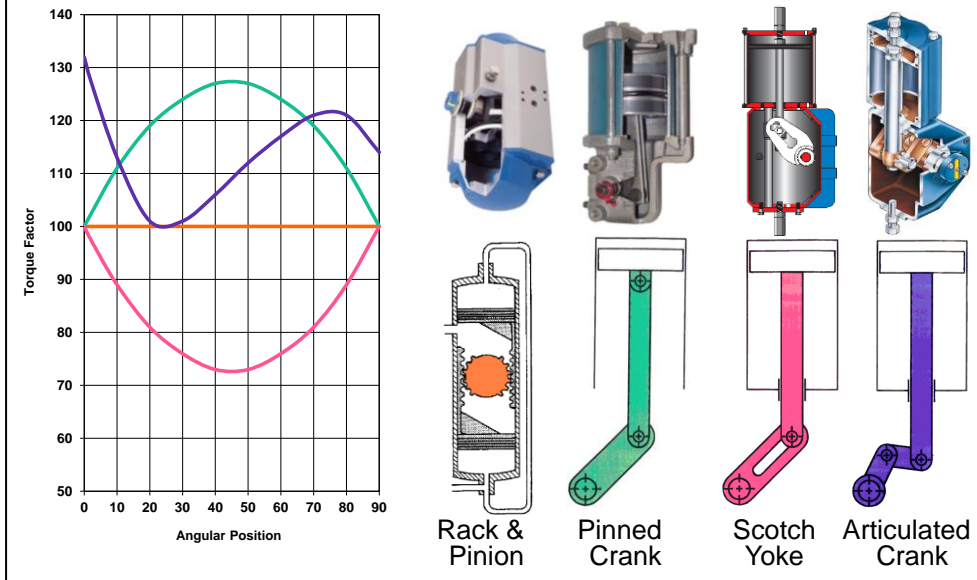 140
130
120
110
100
90
80
70
60
50
Torque Factor
0 10 20 30 40 50 60 70 80 90
Angular Position
Rack &
Pinion
Pinned
Crank
Scotch
Yoke
Articulated
Crank